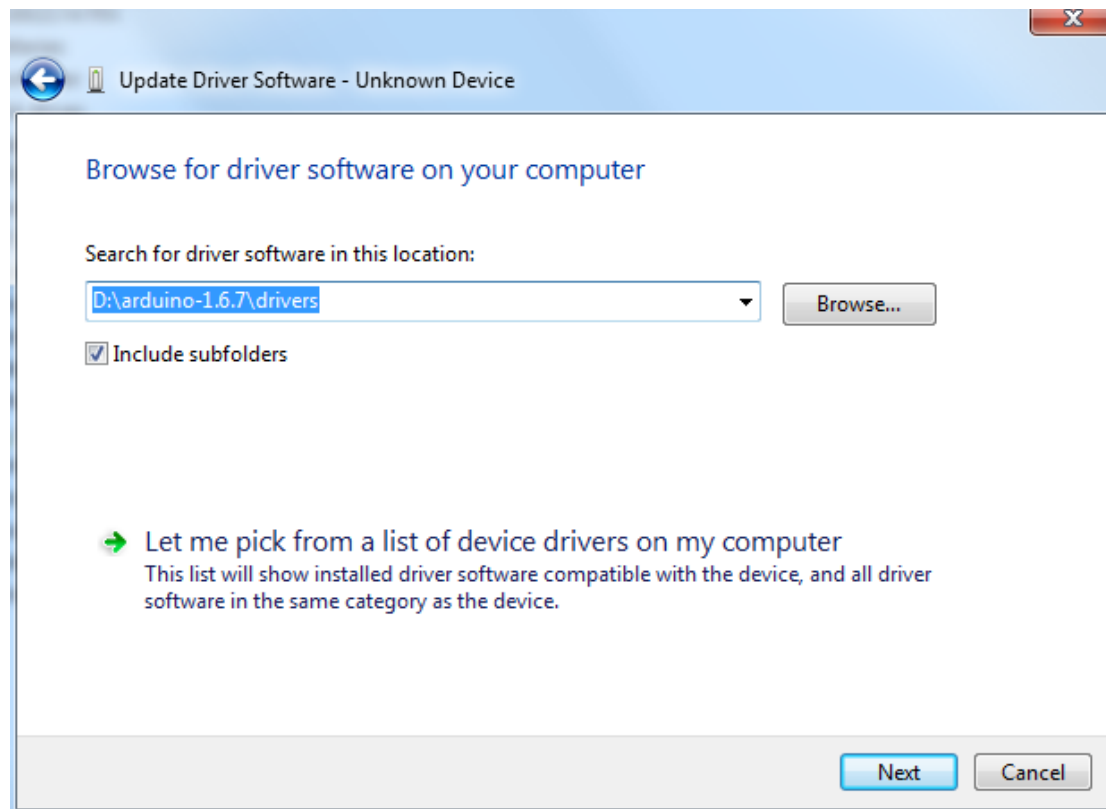 Update Driver Software - Unknown Device
Browse for driver software on your computer
Search for driver software in this location:
D:\arduino-1.6.7\drivers
Browse...
Include subfolders
Let me pick from a list of device drivers on my computer
This list will show installed driver software compatible with the device, and all driver
software in the same category as the device.
Next
Cancel